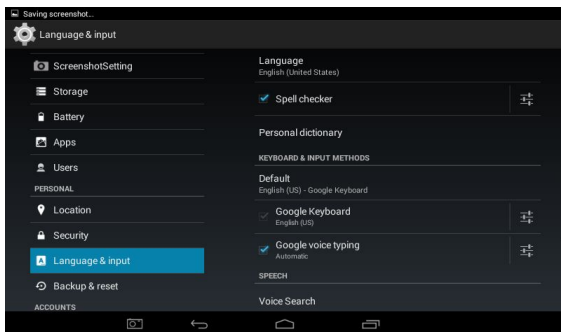 Saving screenshot...
Language & input
ScreenshotSetting
Storage
Battery
Apps
Users
PERSONAL
Location
Security
A Language & input
Backup & reset
ACCOUNTS
Language
English (United States)
Spell checker
Personal dictionary
KEYBOARD & INPUT METHODS
Default
English (US) - Google Keyboard
Google Keyboard
English (US)
Google voice typing
Automatic
SPEECH
Voice Search